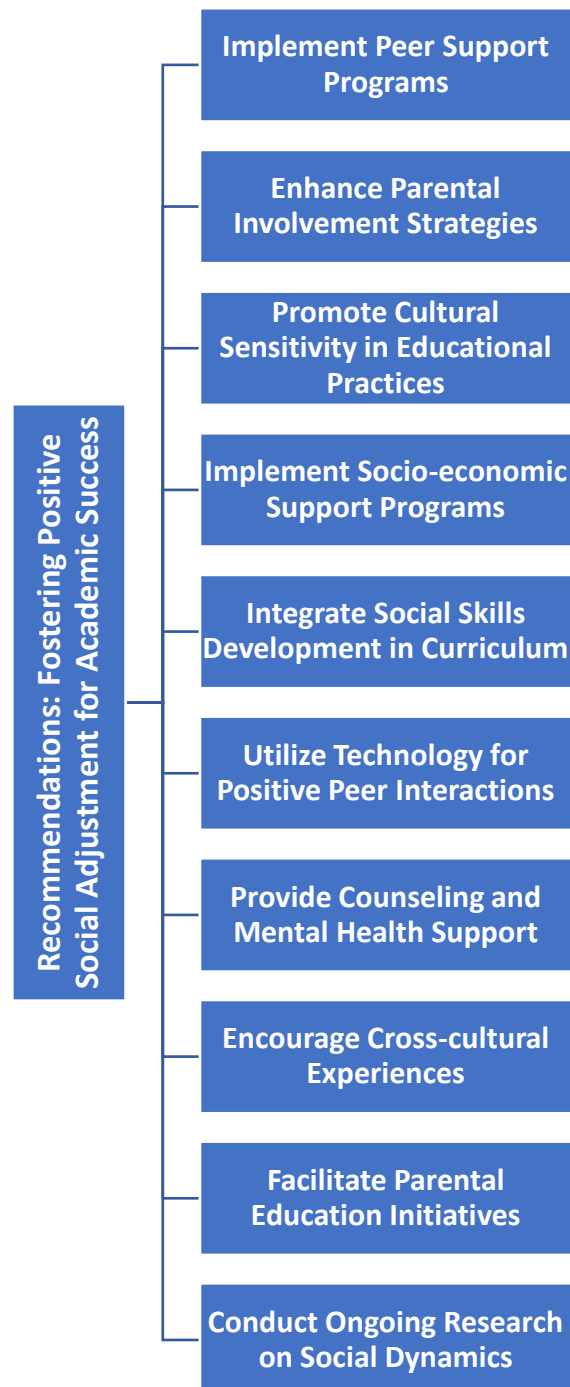 Recommendations: Fostering Positive
Social Adjustment for Academic Success
Implement Peer Support
Programs
Enhance Parental
Involvement Strategies
Promote Cultural
Sensitivity in Educational
Practices
Implement Socio-economic
Support Programs
Integrate Social Skills
Development in Curriculum
Utilize Technology for
Positive Peer Interactions
Provide Counseling and
Mental Health Support
Encourage Cross-cultural
Experiences
Facilitate Parental
Education Initiatives
Conduct Ongoing Research
on Social Dynamics